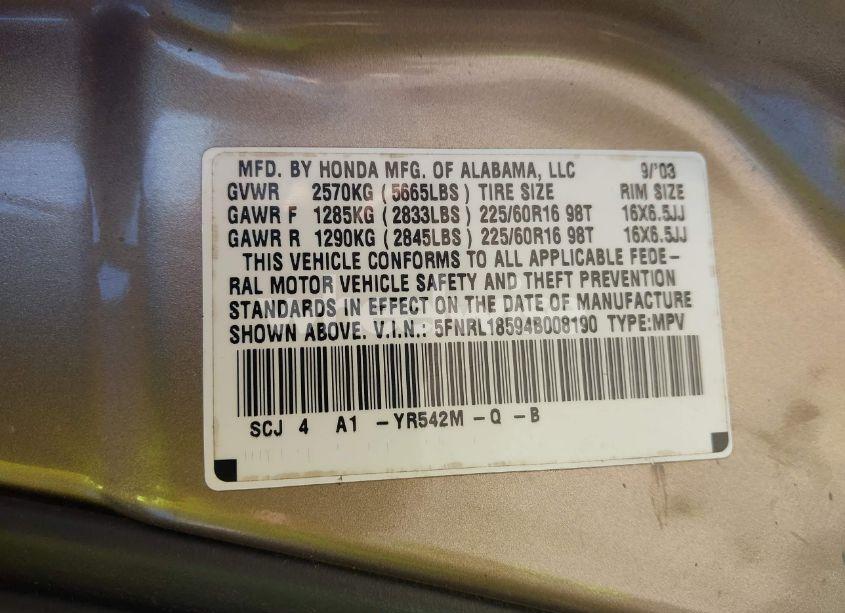 MFD. BY HONDA MFG. OF ALABAMA, LLC 9/'03
GVWR 2570KG (5665LBS) TIRE SIZE RIM SIZE
GAWR F 1285KG (2833LBS) 225/60R16 98T 16X6.5JJ
GAWR R 1290KG (2845LBS) 225/60R16 98T 16X6.5JJ
THIS VEHICLE CONFORMS TO ALL APPLICABLE FEDE-
RAL MOTOR VEHICLE SAFETY AND THEFT PREVENTION
STANDARDS IN EFFECT ON THE DATE OF MANUFACTURE
SHOWN ABOVE. V.I.N.: 5FNRL18594B008190 TYPE:MPV
SCJ 4 A1 -YR542M -Q -B